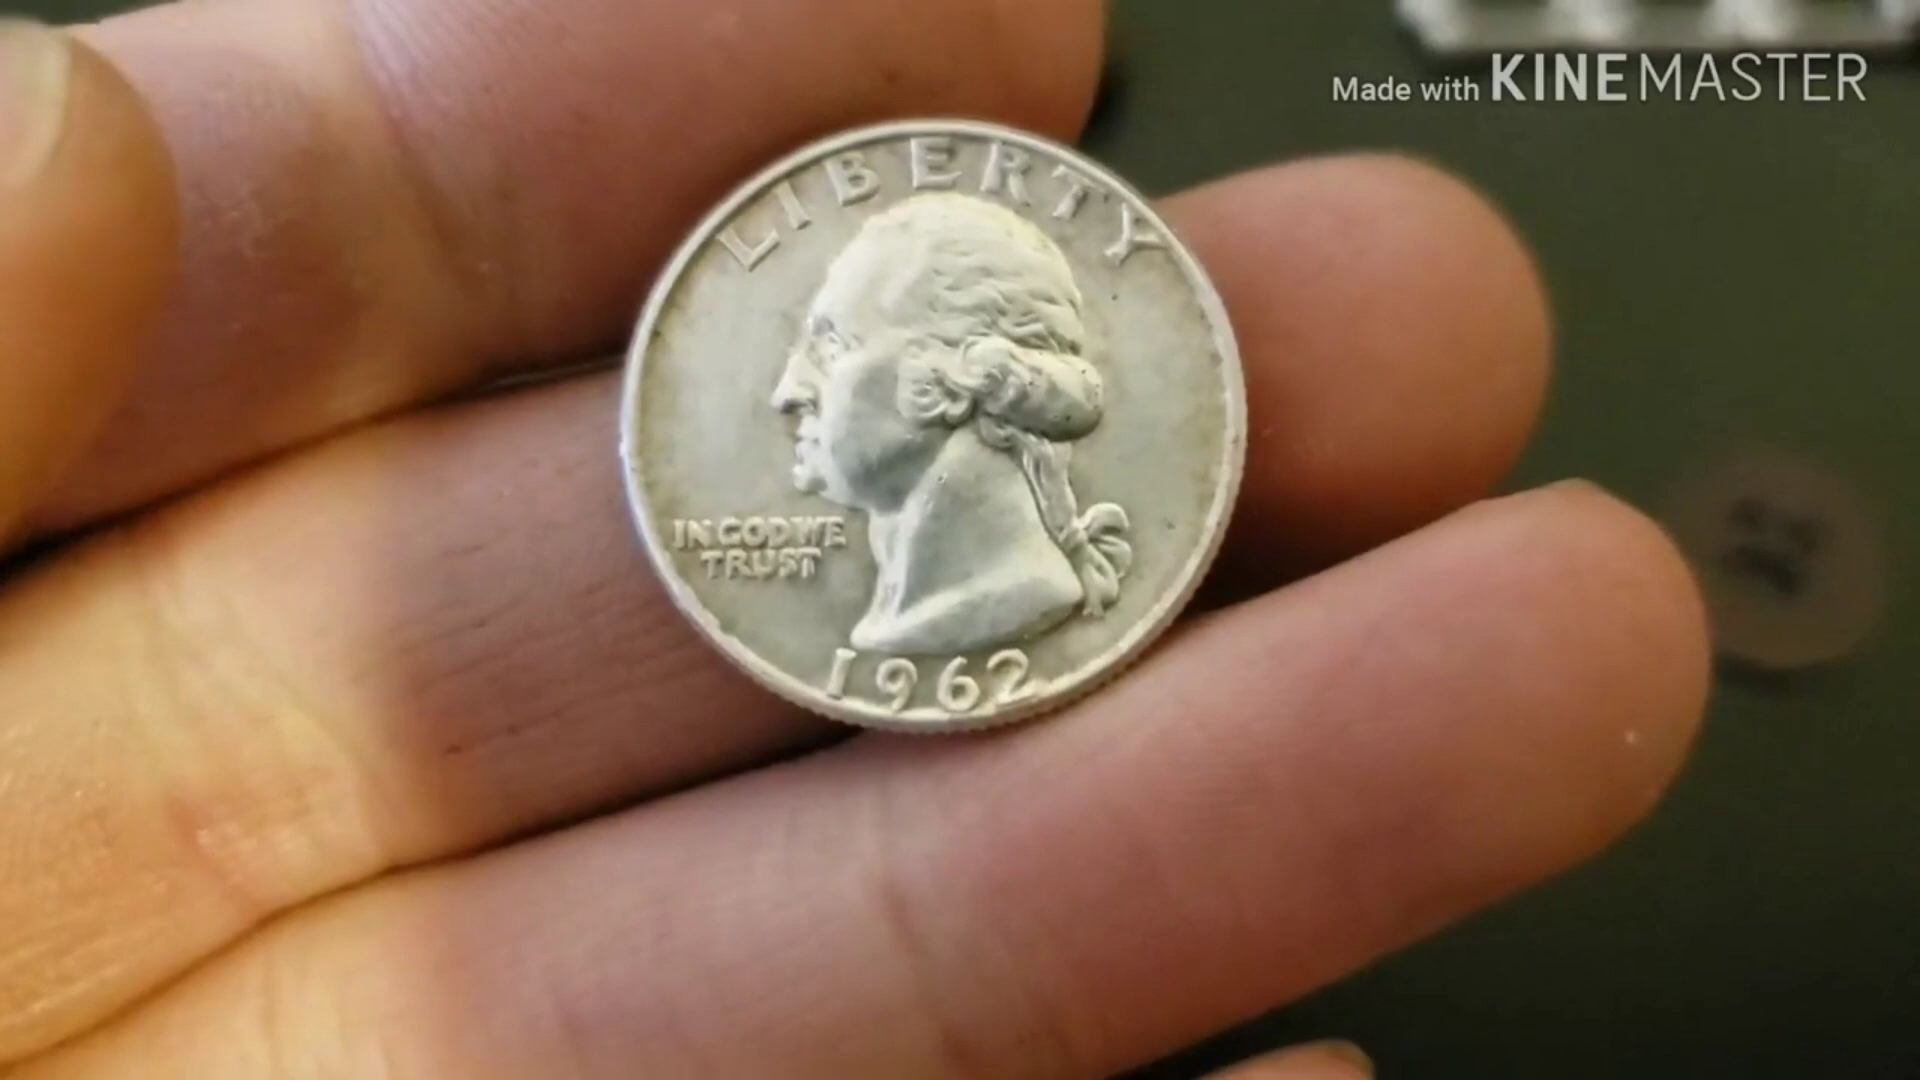 Made with KINEMASTER
LIBERTY
IN GOD WE
TRUST
1962